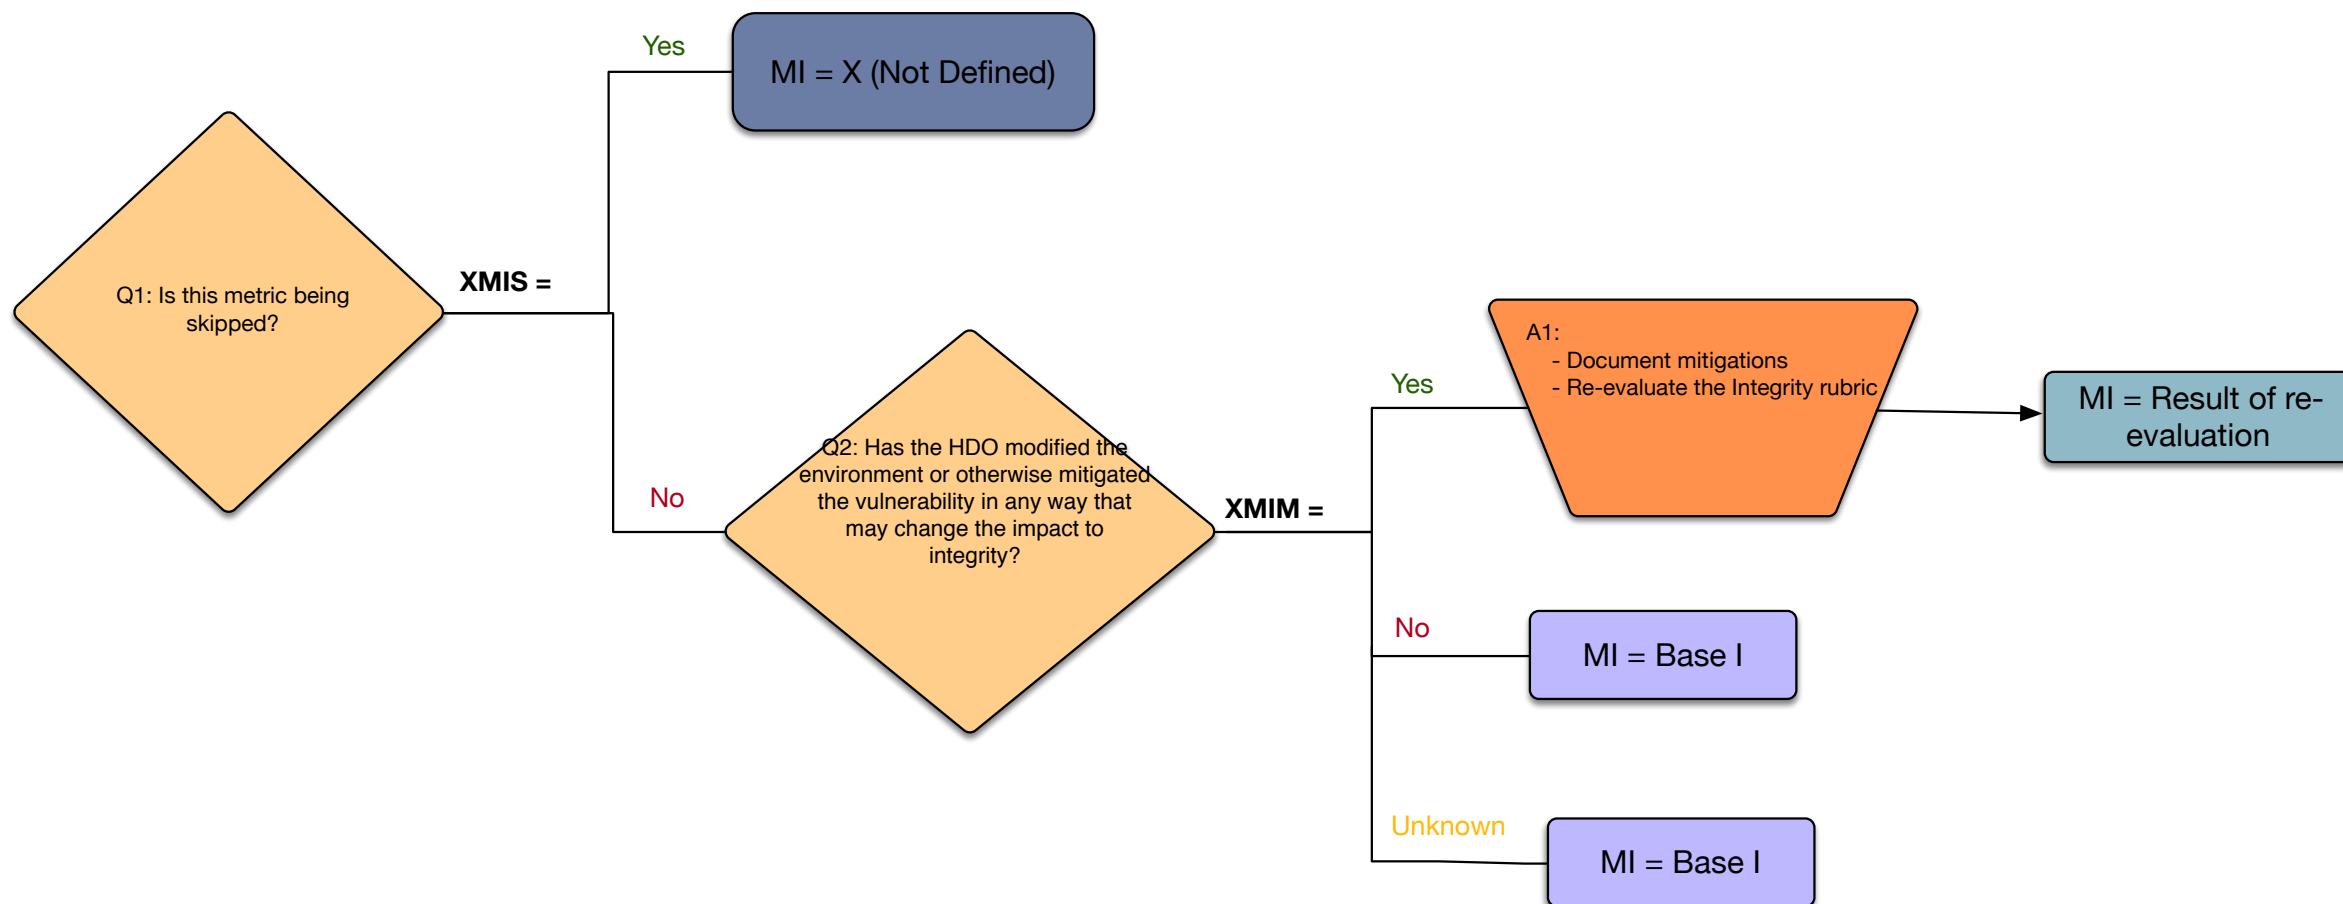 Yes
MI = X (Not Defined)
Q1: Is this metric being
skipped?
XMIS =
No
Q2: Has the HDO modified the
environment or otherwise mitigated
the vulnerability in any way that
may change the impact to
integrity?
XMIM =
Yes
A1:
- Document mitigations
- Re-evaluate the Integrity rubric
MI = Result of re-
evaluation
No
MI = Base I
Unknown
MI = Base I